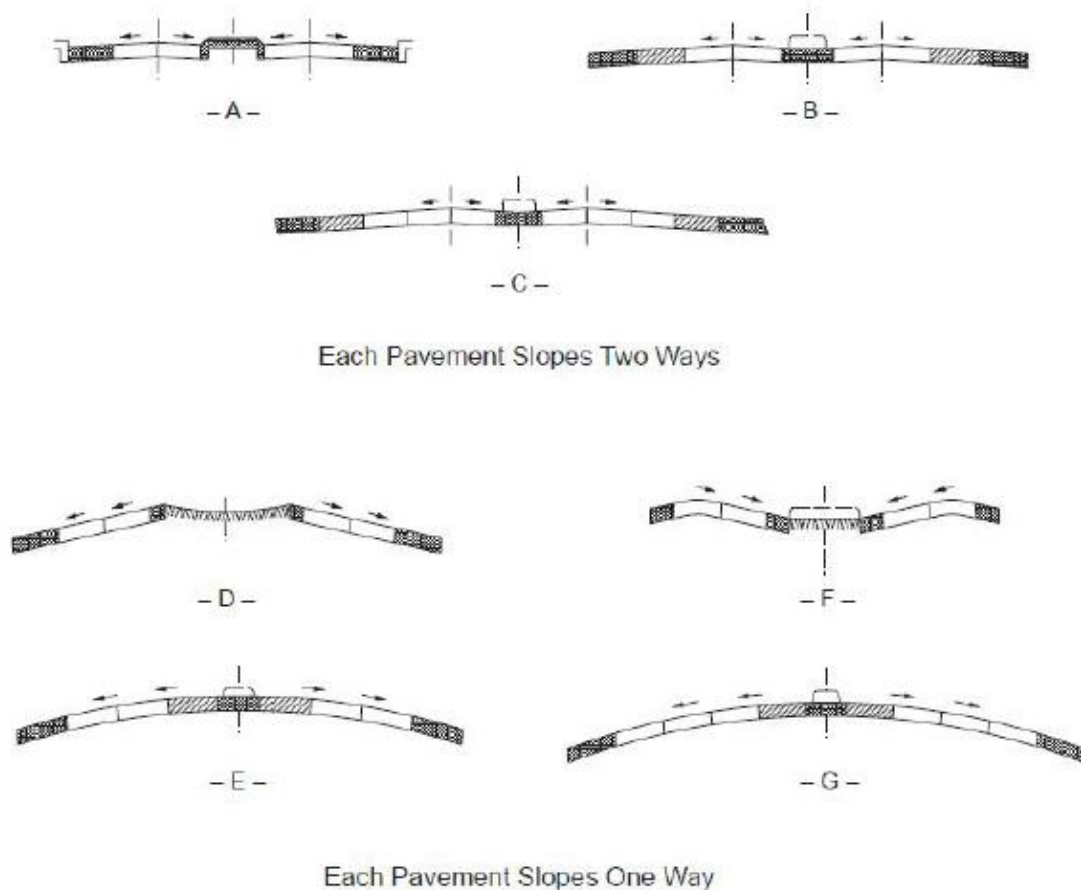 – A –
– B –
– C –
Each Pavement Slopes Two Ways
– D –
– F –
– E –
– G –
Each Pavement Slopes One Way